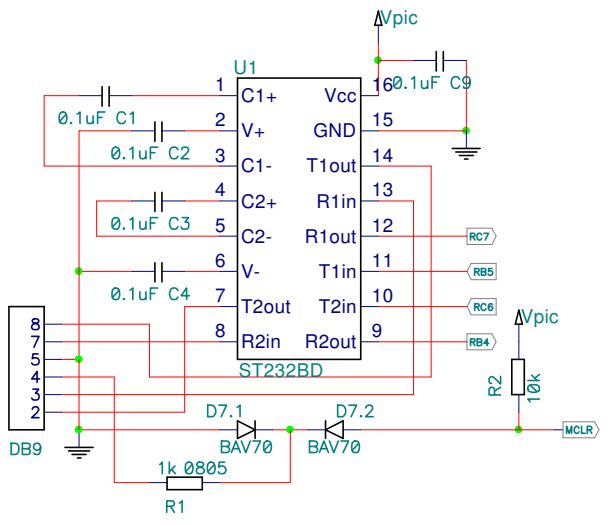 Vpic
U1
1 C1+ Vcc 16 0.1uF C9
0.1uF C1
2 V+ GND 15
0.1uF C2
3 C1- T1out 14
4 C2+ R1in 13
0.1uF C3
5 C2- R1out 12 RC7
6 V- T1in 11 RB5
0.1uF C4
7 T2out T2in 10 RC6
8 R2in R2out 9 RB4
ST232BD
Vpic
8
7
5
4
3
2
DB9
R2 10k
D7.1 D7.2
BAV70 BAV70
MCLR
1k 0805
R1